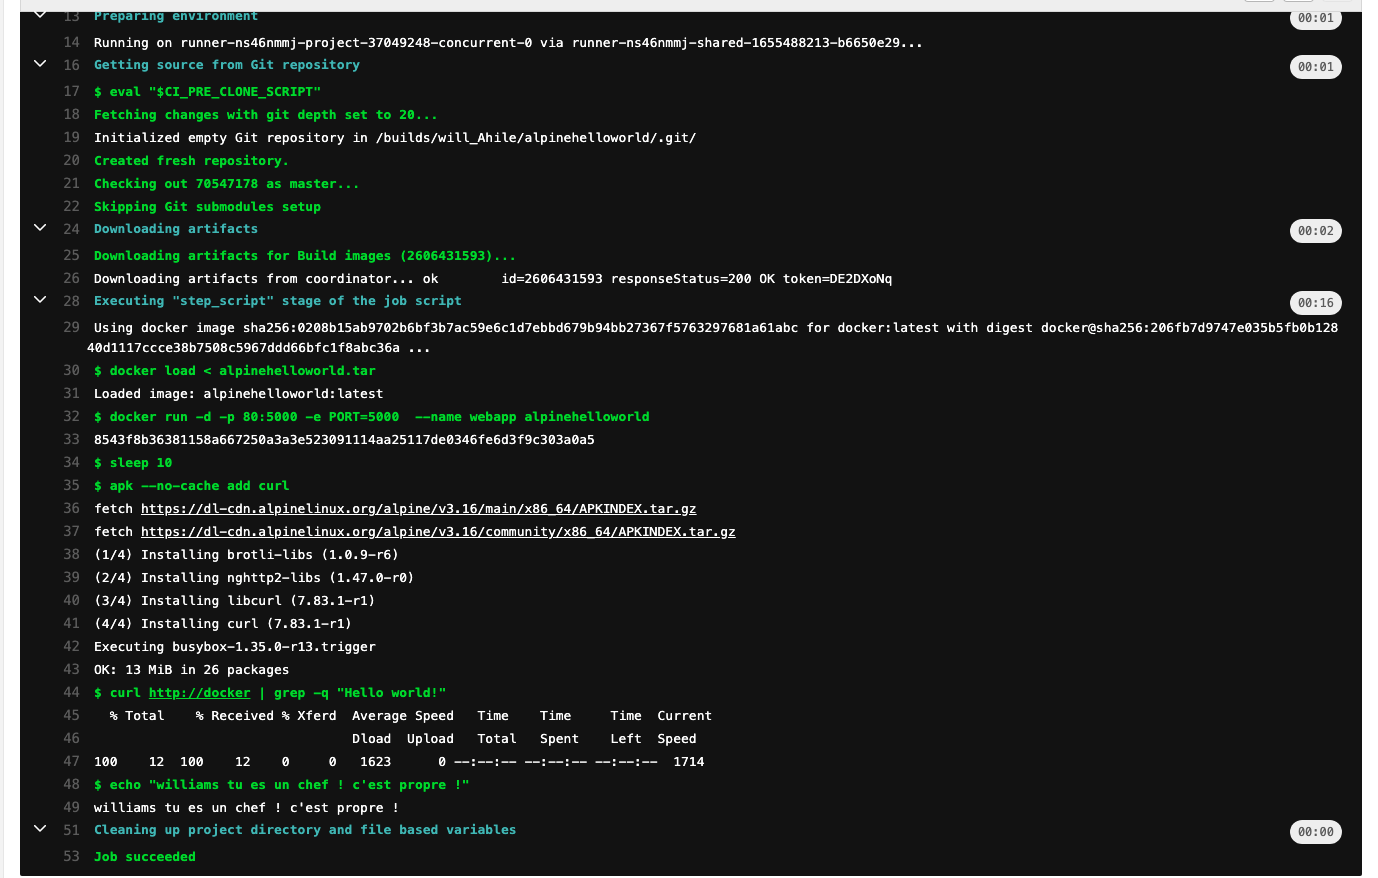 13 Preparing environment 00:01
14 Running on runner-ns46nmmj-project-37049248-concurrent-0 via runner-ns46nmmj-shared-1655488213-b6650e29...
16 Getting source from Git repository 00:01
17 $ eval "$CI_PRE_CLONE_SCRIPT"
18 Fetching changes with git depth set to 20...
19 Initialized empty Git repository in /builds/will_Ahile/alpinehelloworld/.git/
20 Created fresh repository.
21 Checking out 70547178 as master...
22 Skipping Git submodules setup
24 Downloading artifacts 00:02
25 Downloading artifacts for Build images (2606431593)...
26 Downloading artifacts from coordinator... ok        id=2606431593 responseStatus=200 OK token=DE2DXoNq
28 Executing "step_script" stage of the job script 00:16
29 Using docker image sha256:0208b15ab9702b6bf3b7ac59e6c1d7ebbd679b94bb27367f5763297681a61abc for docker:latest with digest docker@sha256:206fb7d9747e035b5fb0b128
40d1117ccce38b7508c5967ddd66bfc1f8abc36a ...
30 $ docker load < alpinehelloworld.tar
31 Loaded image: alpinehelloworld:latest
32 $ docker run -d -p 80:5000 -e PORT=5000  --name webapp alpinehelloworld
33 8543f8b36381158a667250a3a3e523091114aa25117de0346fe6d3f9c303a0a5
34 $ sleep 10
35 $ apk --no-cache add curl
36 fetch https://dl-cdn.alpinelinux.org/alpine/v3.16/main/x86_64/APKINDEX.tar.gz
37 fetch https://dl-cdn.alpinelinux.org/alpine/v3.16/community/x86_64/APKINDEX.tar.gz
38 (1/4) Installing brotli-libs (1.0.9-r6)
39 (2/4) Installing nghttp2-libs (1.47.0-r0)
40 (3/4) Installing libcurl (7.83.1-r1)
41 (4/4) Installing curl (7.83.1-r1)
42 Executing busybox-1.35.0-r13.trigger
43 OK: 13 MiB in 26 packages
44 $ curl http://docker | grep -q "Hello world!"
45   % Total    % Received % Xferd  Average Speed   Time    Time     Time  Current
46                                  Dload  Upload   Total   Spent    Left  Speed
47 100    12  100    12    0     0   1623      0 --:--:-- --:--:-- --:--:--  1714
48 $ echo "williams tu es un chef ! c'est propre !"
49 williams tu es un chef ! c'est propre !
51 Cleaning up project directory and file based variables 00:00
53 Job succeeded